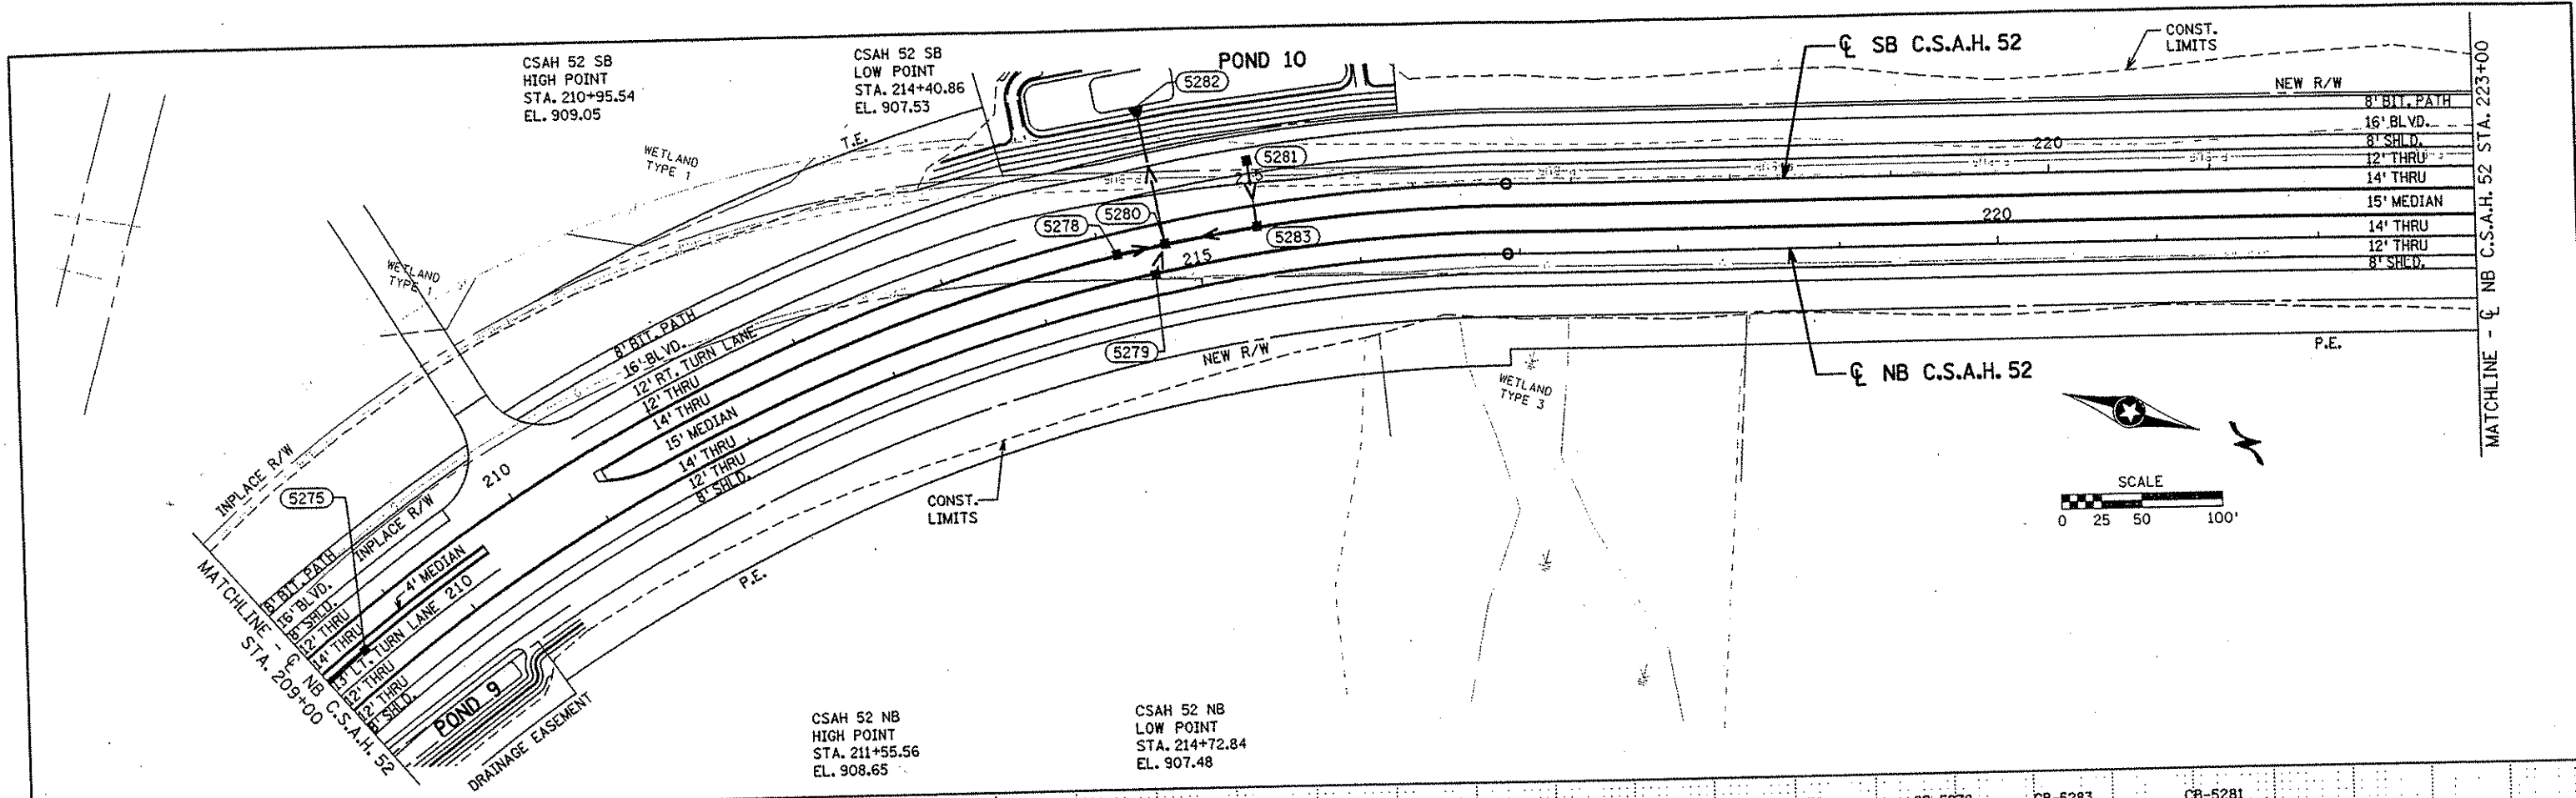 CSAH 52 SB
HIGH POINT
STA. 210+95.54
EL. 909.05
CSAH 52 SB
LOW POINT
STA. 214+40.86
EL. 907.53
POND 10
5282
℄ SB C.S.A.H. 52
CONST.
LIMITS
NEW R/W
8' BIT. PATH
16' BLVD.
8' SHLD.
12' THRU
14' THRU
15' MEDIAN
14' THRU
12' THRU
8' SHLD.
220
220
T.E.
WETLAND
TYPE 1
WETLAND
TYPE 1
5281
215
5280
5278
5283
215
5279
NEW R/W
P.E.
℄ NB C.S.A.H. 52
MATCHLINE - ℄ NB C.S.A.H. 52 STA. 223+00
WETLAND
TYPE 3
SCALE
0 25 50 100'
8' BIT. PATH
16' BLVD.
12' RT. TURN LANE
12' THRU
14' THRU
15' MEDIAN
14' THRU
12' THRU
8' SHLD.
CONST.
LIMITS
P.E.
INPLACE R/W
5275
210
INPLACE R/W
4' MEDIAN
8' BIT. PATH
16' BLVD.
8' SHLD.
12' THRU
14' THRU
13' LT. TURN LANE 210
12' THRU
12' THRU
8' SHLD.
MATCHLINE - ℄ NB C.S.A.H. 52
STA. 209+00
POND 9
DRAINAGE EASEMENT
CSAH 52 NB
HIGH POINT
STA. 211+55.56
EL. 908.65
CSAH 52 NB
LOW POINT
STA. 214+72.84
EL. 907.48
CB-5283
CB-5281